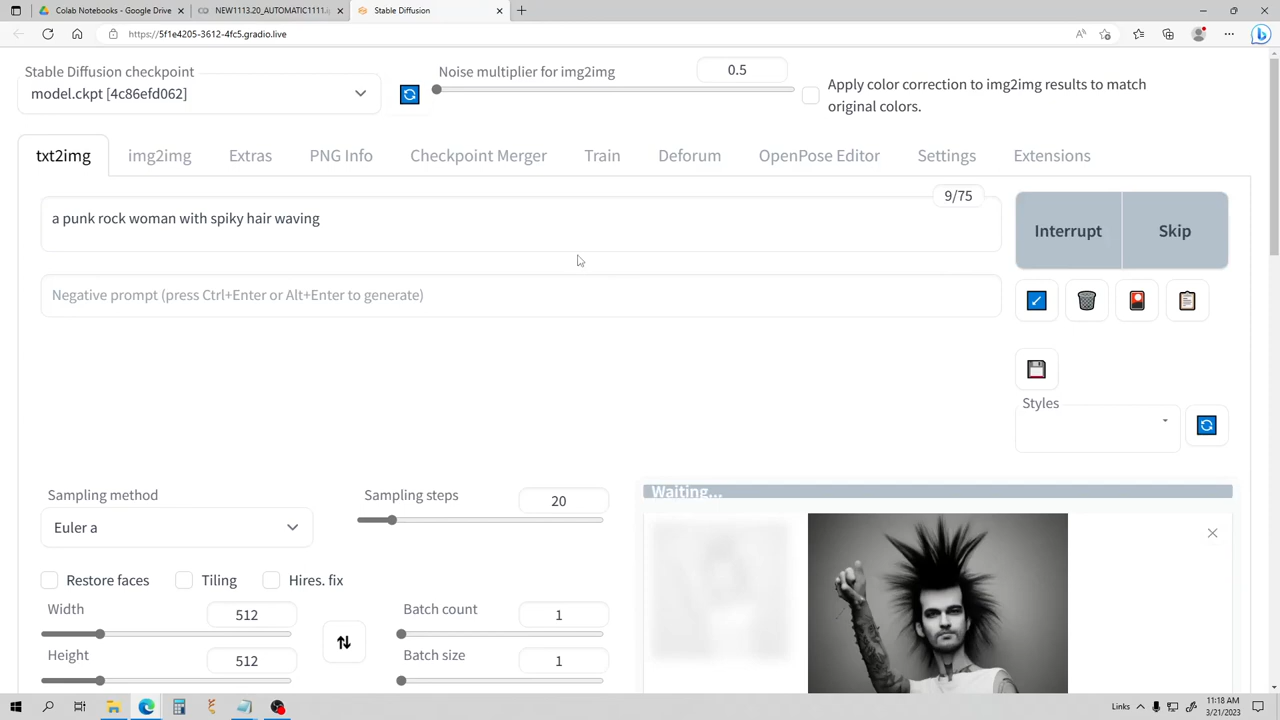 Colab Notebooks - Google Drive
NEW1113.20_AUTOMATIC1111.i
Stable Diffusion
https://5f1e4205-3612-4fc5.gradio.live
Stable Diffusion checkpoint
model.ckpt [4c86efd062]
Noise multiplier for img2img
0.5
Apply color correction to img2img results to match
original colors.
txt2img
img2img
Extras
PNG Info
Checkpoint Merger
Train
Deforum
OpenPose Editor
Settings
Extensions
9/75
a punk rock woman with spiky hair waving
Interrupt
Skip
Negative prompt (press Ctrl+Enter or Alt+Enter to generate)
Styles
Sampling method
Euler a
Sampling steps
20
Waiting...
Restore faces
Tiling
Hires. fix
Width
512
Batch count
1
Height
512
Batch size
1
Links
11:18 AM
3/21/2023